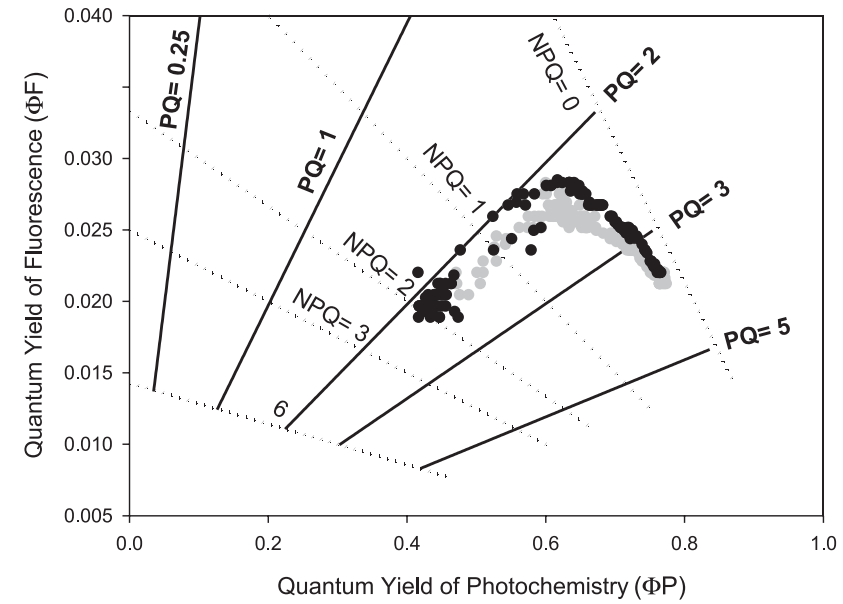 0.040
0.030
0.025
0.020
0.015
0.010
0.005
0.0
0.2
0.4
0.6
0.8
1.0
Quantum Yield of Fluorescence (ΦF)
Quantum Yield of Photochemistry (ΦP)
PQ= 0.25
PQ= 1
PQ= 2
PQ= 3
PQ= 5
NPQ= 0
NPQ= 1
NPQ= 2
NPQ= 3
6